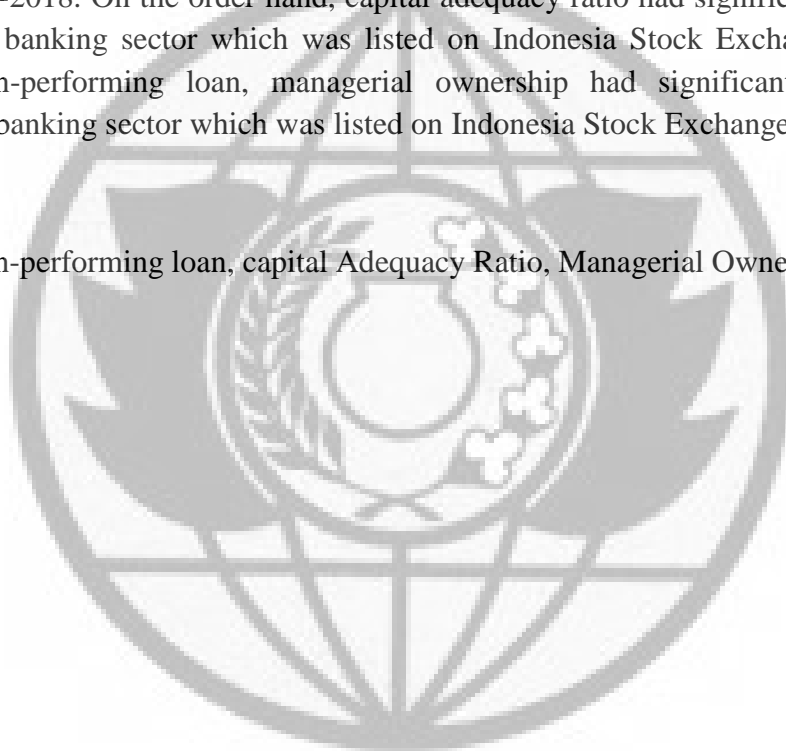 -2018. On the order hand, capital adequacy ratio had signific
banking sector which was listed on Indonesia Stock Excha
n-performing loan, managerial ownership had significant
banking sector which was listed on Indonesia Stock Exchange
n-performing loan, capital Adequacy Ratio, Managerial Owne